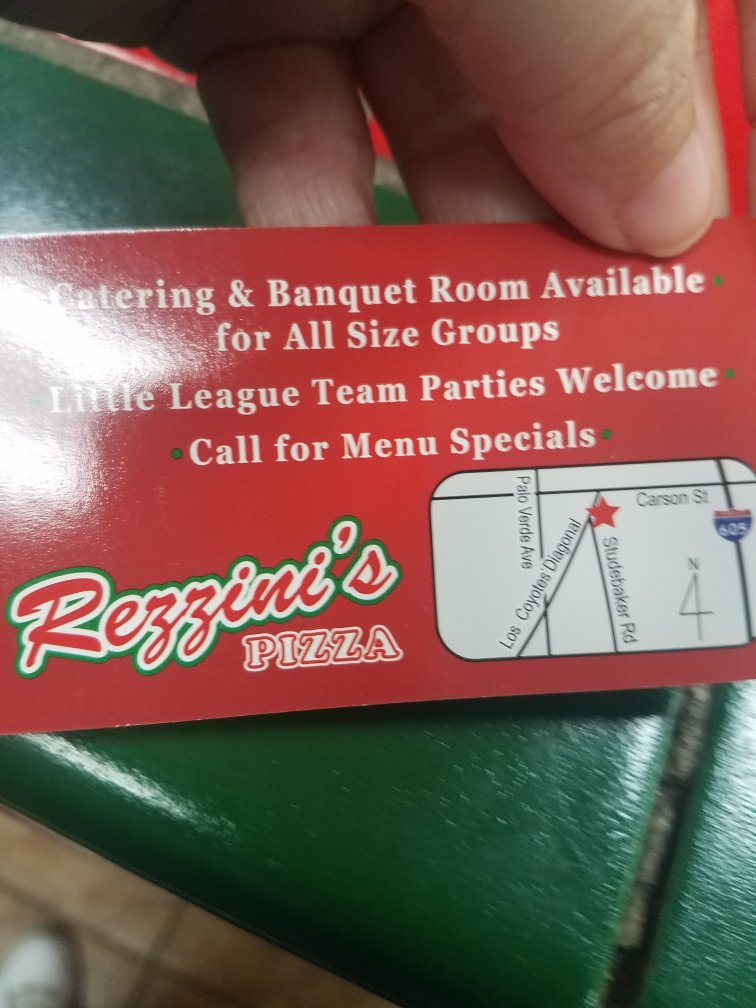 Catering & Banquet Room Available •
for All Size Groups
• Little League Team Parties Welcome •
• Call for Menu Specials •
Rezzini's
PIZZA
Palo Verde Ave
Carson St
605
Los Coyotes Diagonal
Studebaker Rd
N